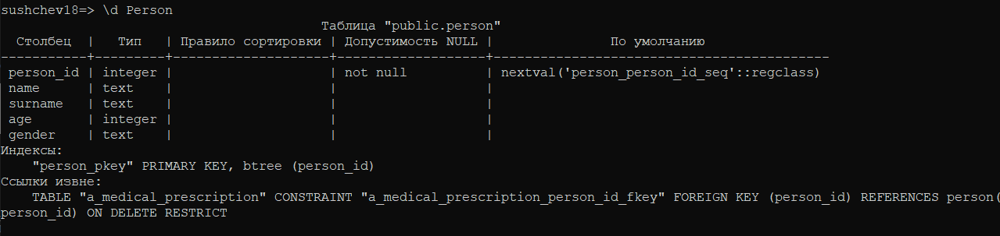 sushchev18=> \d Person
Таблица "public.person"
Столбец | Тип | Правило сортировки | Допустимость NULL | По умолчанию
-----------+---------+--------------------+-------------------+-------------------------------------------
person_id | integer | | not null | nextval('person_person_id_seq'::regclass)
name | text | | |
surname | text | | |
age | integer | | |
gender | text | | |
Индексы:
"person_pkey" PRIMARY KEY, btree (person_id)
Ссылки извне:
TABLE "a_medical_prescription" CONSTRAINT "a_medical_prescription_person_id_fkey" FOREIGN KEY (person_id) REFERENCES person(
person_id) ON DELETE RESTRICT